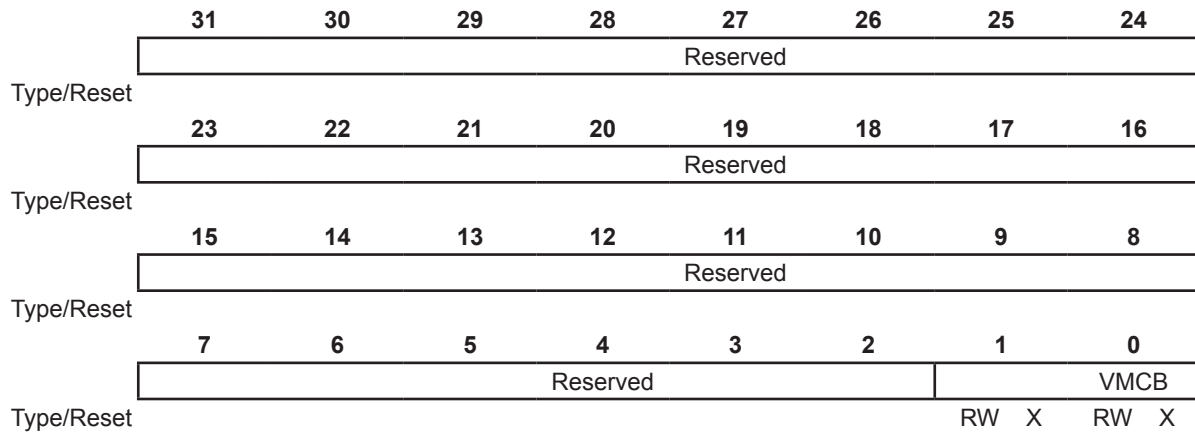 31 30 29 28 27 26 25 24
Reserved
Type/Reset
23 22 21 20 19 18 17 16
Reserved
Type/Reset
15 14 13 12 11 10 9 8
Reserved
Type/Reset
7 6 5 4 3 2 1 0
Reserved VMCB
Type/Reset RW X RW X